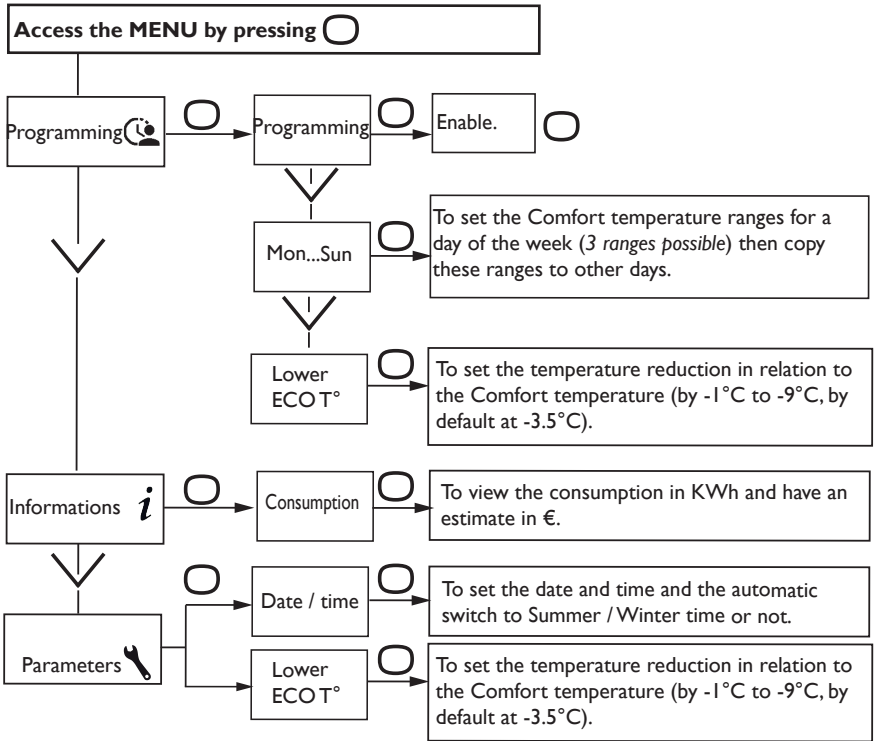 Access the MENU by pressing
Programming
Programming
Enable.
Mon...Sun
To set the Comfort temperature ranges for a
day of the week (3 ranges possible) then copy
these ranges to other days.
Lower
ECO T°
To set the temperature reduction in relation to
the Comfort temperature (by -1°C to -9°C, by
default at -3.5°C).
Informations i
Consumption
To view the consumption in KWh and have an
estimate in €.
Parameters
Date / time
To set the date and time and the automatic
switch to Summer / Winter time or not.
Lower
ECO T°
To set the temperature reduction in relation to
the Comfort temperature (by -1°C to -9°C, by
default at -3.5°C).